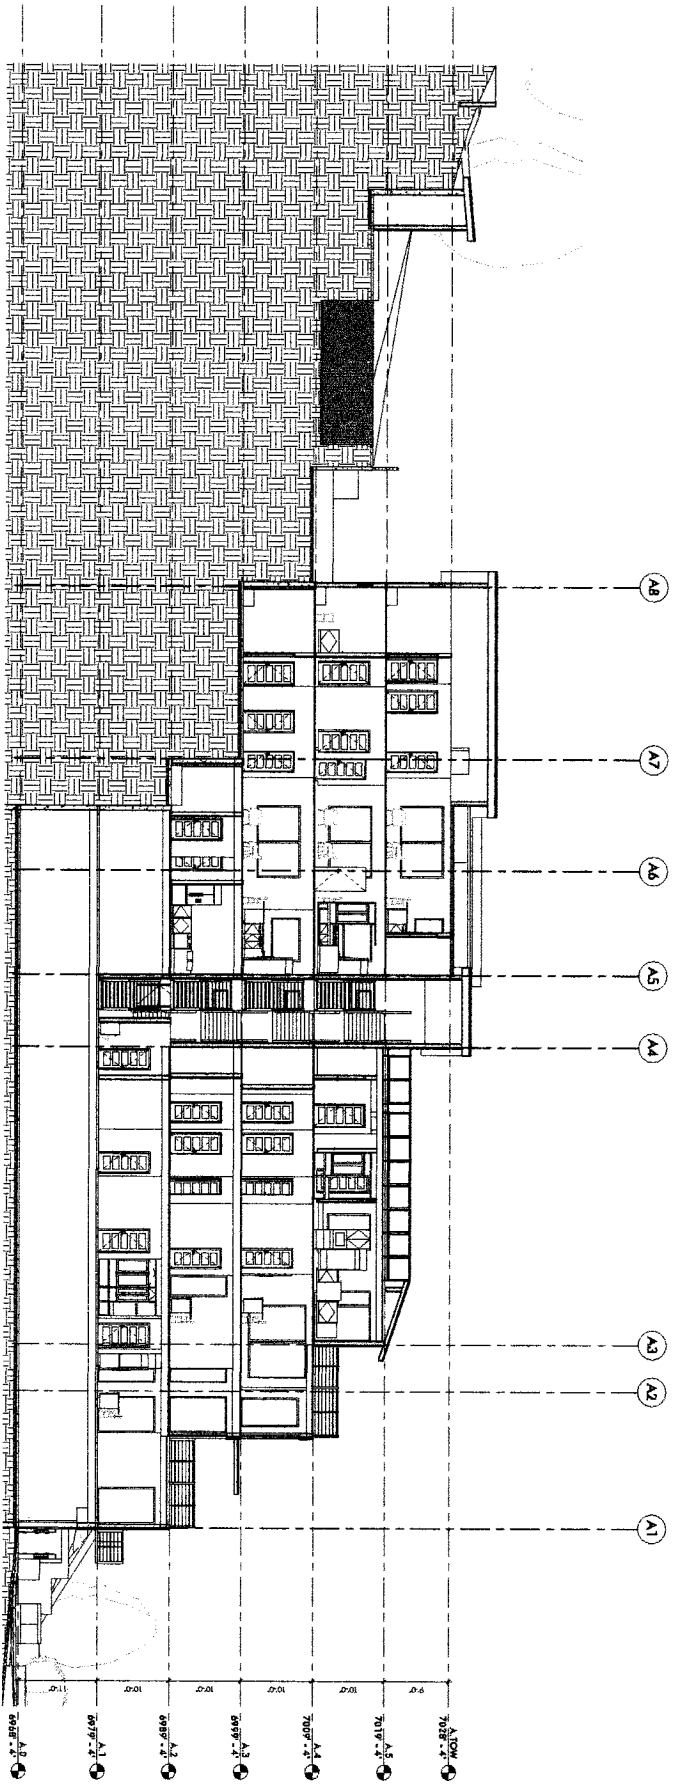 A8
A7
A6
A5
A4
A3
A2
A1
A.TOW
7028' - 4"
A.5
7019' - 4"
A.4
7009' - 4"
A.3
6999' - 4"
A.2
6989' - 4"
A.1
6979' - 4"
A.0
6968' - 4"
9'-0"
10'-0"
10'-0"
10'-0"
10'-0"
11'-0"